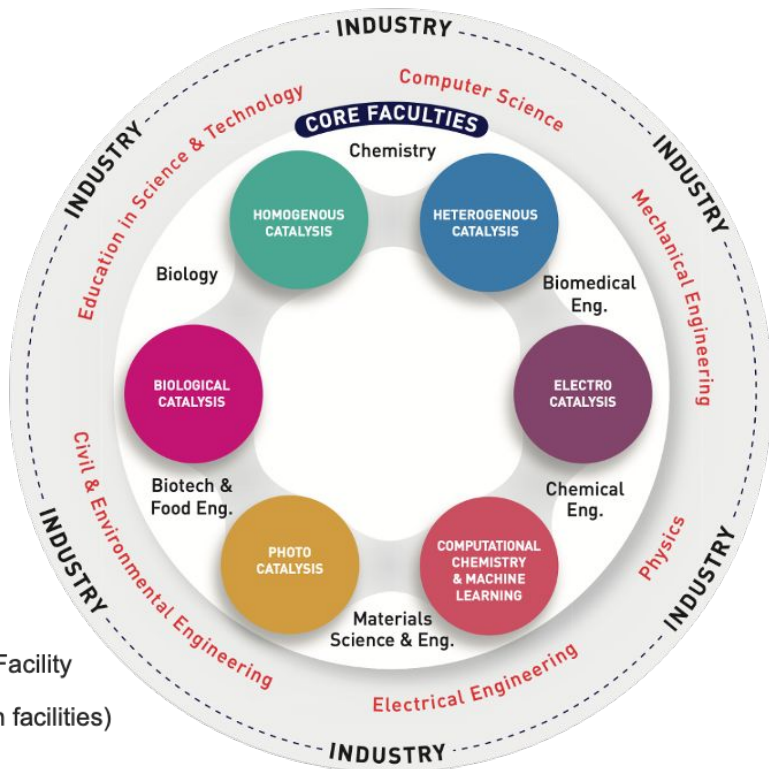 INDUSTRY
Computer Science
Education in Science & Technology
CORE FACULTIES
INDUSTRY
INDUSTRY
Chemistry
HOMOGENOUS
CATALYSIS
HETEROGENOUS
CATALYSIS
Mechanical Engineering
Biology
Biomedical
Eng.
BIOLOGICAL
CATALYSIS
ELECTRO
CATALYSIS
Civil & Environmental Engineering
Biotech &
Food Eng.
Chemical
Eng.
Physics
PHOTO
CATALYSIS
COMPUTATIONAL
CHEMISTRY
& MACHINE
LEARNING
INDUSTRY
INDUSTRY
Materials
Science & Eng.
Facility
Electrical Engineering
facilities)
INDUSTRY